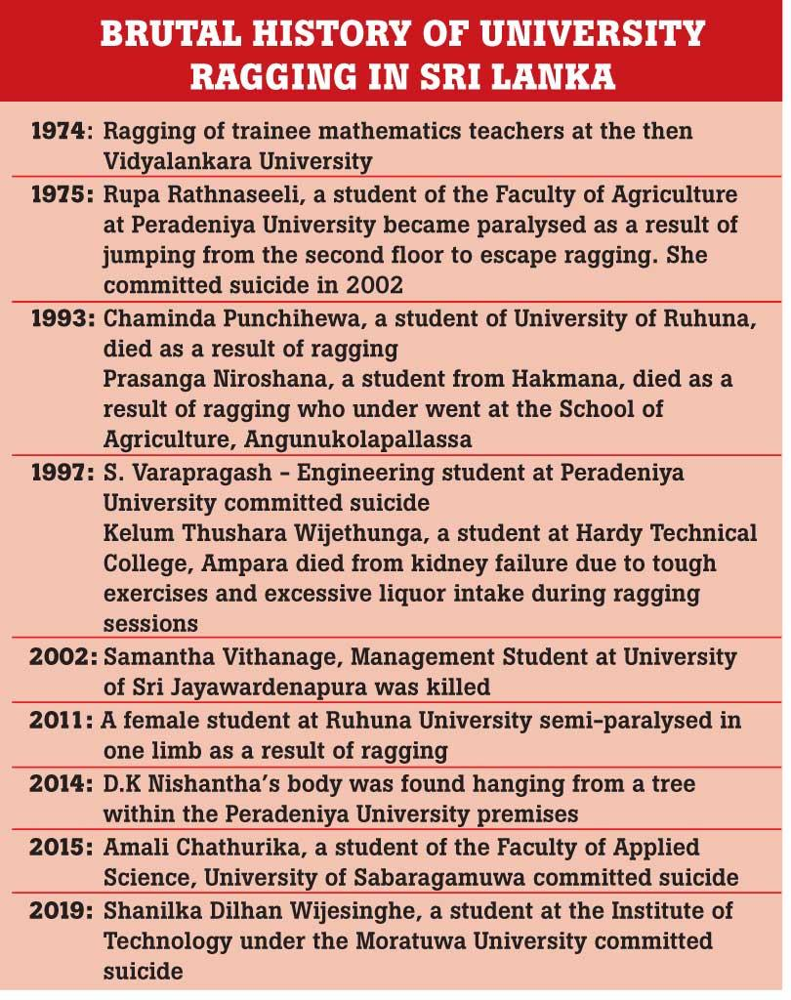 BRUTAL HISTORY OF UNIVERSITY
RAGGING IN SRI LANKA
1974: Ragging of trainee mathematics teachers at the then
Vidyalankara University
1975: Rupa Rathnaseeli, a student of the Faculty of Agriculture
at Peradeniya University became paralysed as a result of
jumping from the second floor to escape ragging. She
committed suicide in 2002
1993: Chaminda Punchihewa, a student of University of Ruhuna,
died as a result of ragging
Prasanga Niroshana, a student from Hakmana, died as a
result of ragging who under went at the School of
Agriculture, Angunukolapallassa
1997: S. Varapragash - Engineering student at Peradeniya
University committed suicide
Kelum Thushara Wijethunga, a student at Hardy Technical
College, Ampara died from kidney failure due to tough
exercises and excessive liquor intake during ragging
sessions
2002: Samantha Vithanage, Management Student at University
of Sri Jayawardenapura was killed
2011: A female student at Ruhuna University semi-paralysed in
one limb as a result of ragging
2014: D.K Nishantha's body was found hanging from a tree
within the Peradeniya University premises
2015: Amali Chathurika, a student of the Faculty of Applied
Science, University of Sabaragamuwa committed suicide
2019: Shanilka Dilhan Wijesinghe, a student at the Institute of
Technology under the Moratuwa University committed
suicide